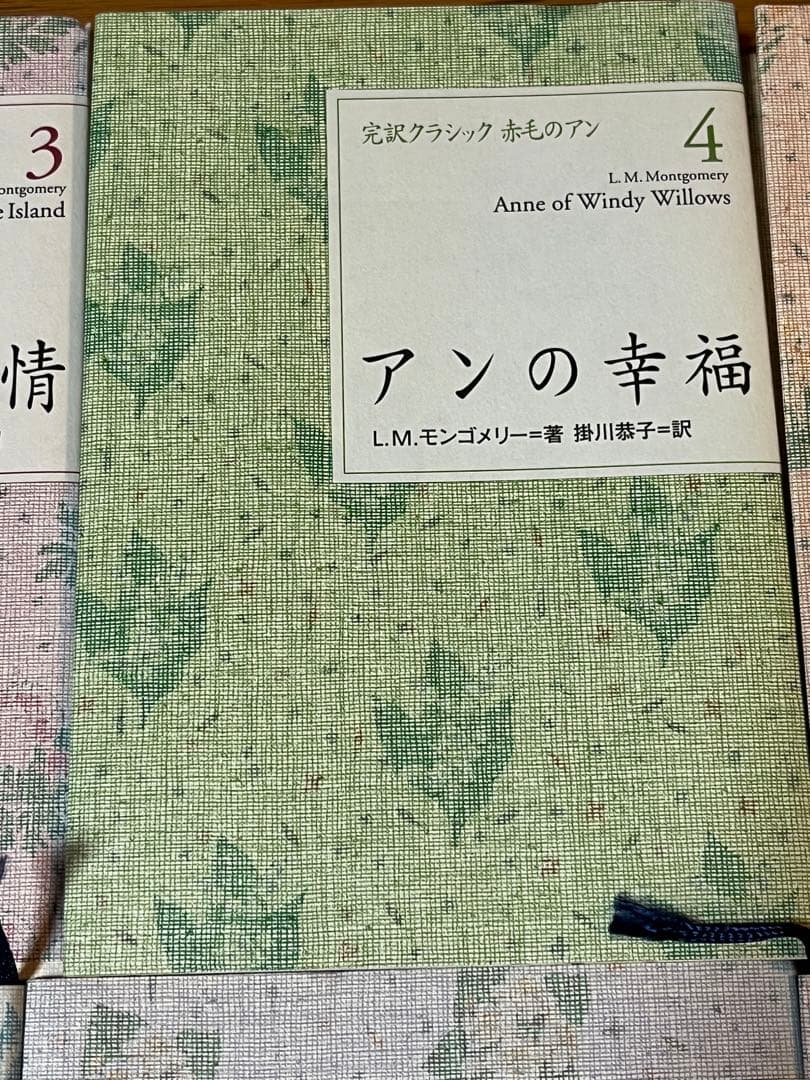 3
ontgomery
e Island
情
完訳クラシック 赤毛のアン
4
L. M. Montgomery
Anne of Windy Willows
アンの幸福
L.M.モンゴメリー=著 掛川恭子=訳